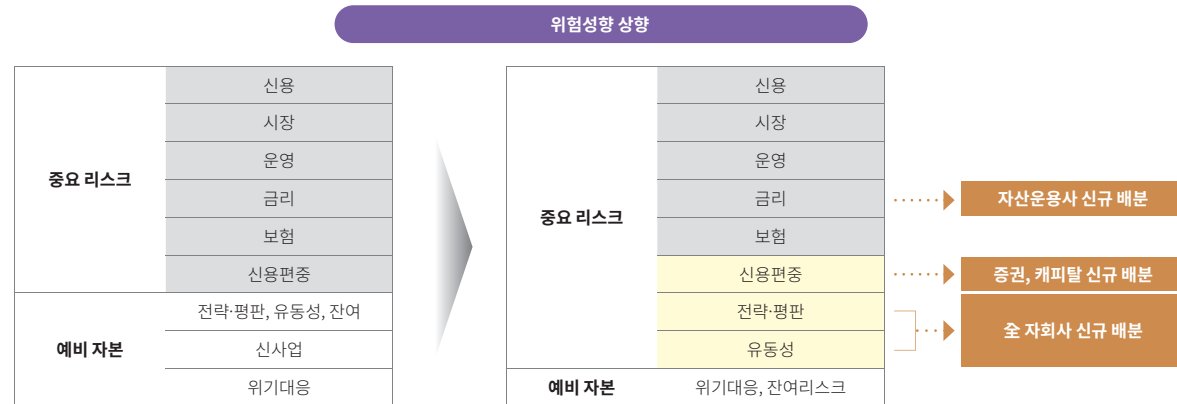 위험성향 상향
중요 리스크
신용
시장
운영
금리
보험
신용편중
예비 자본
전략·평판, 유동성, 잔여
신사업
위기대응
중요 리스크
신용
시장
운영
금리
보험
신용편중
전략·평판
유동성
예비 자본
위기대응, 잔여리스크
자산운용사 신규 배분
증권, 캐피탈 신규 배분
全 자회사 신규 배분